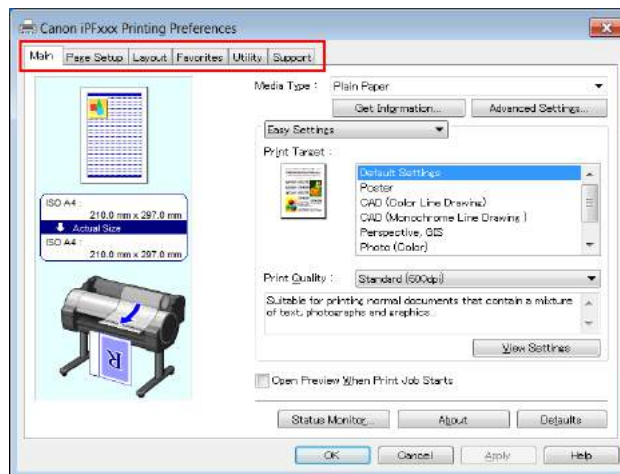 Canon iPFxxx Printing Preferences
Main Page Setup Layout Favorites Utility Support
Media Type : Plain Paper
Get Information... Advanced Settings...
Easy Settings
Print Target :
Default Settings
Poster
CAD (Color Line Drawing)
CAD (Monochrome Line Drawing )
Perspective, GIS
Photo (Color)
ISO A4 :
210.0 mm x 297.0 mm
Actual Size
ISO A4 :
210.0 mm x 297.0 mm
R
Print Quality : Standard (600dpi)
Suitable for printing normal documents that contain a mixture
of text, photographs and graphics.
View Settings
Open Preview When Print Job Starts
Status Monitor... About Defaults
OK Cancel Apply Help